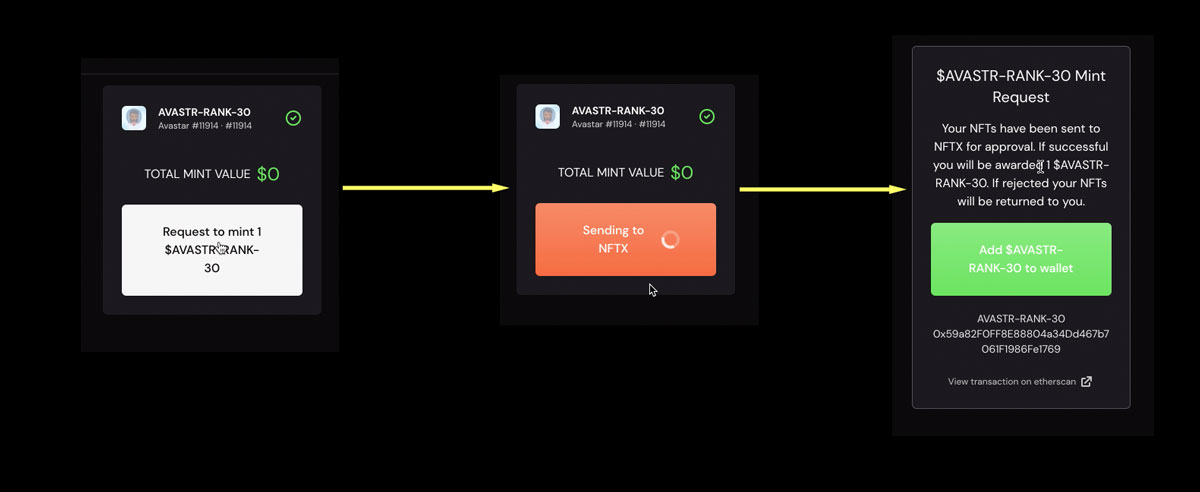 AVASTR-RANK-30
Avastar #11914 · #11914
TOTAL MINT VALUE $0
Request to mint 1
$AVASTR-RANK-
30
AVASTR-RANK-30
Avastar #11914 · #11914
TOTAL MINT VALUE $0
Sending to
NFTX
$AVASTR-RANK-30 Mint
Request
Your NFTs have been sent to
NFTX for approval. If successful
you will be awarded 1 $AVASTR-
RANK-30. If rejected your NFTs
will be returned to you.
Add $AVASTR-
RANK-30 to wallet
AVASTR-RANK-30
0x59a82F0FF8E88804a34Dd467b7
061F1986Fe1769
View transaction on etherscan